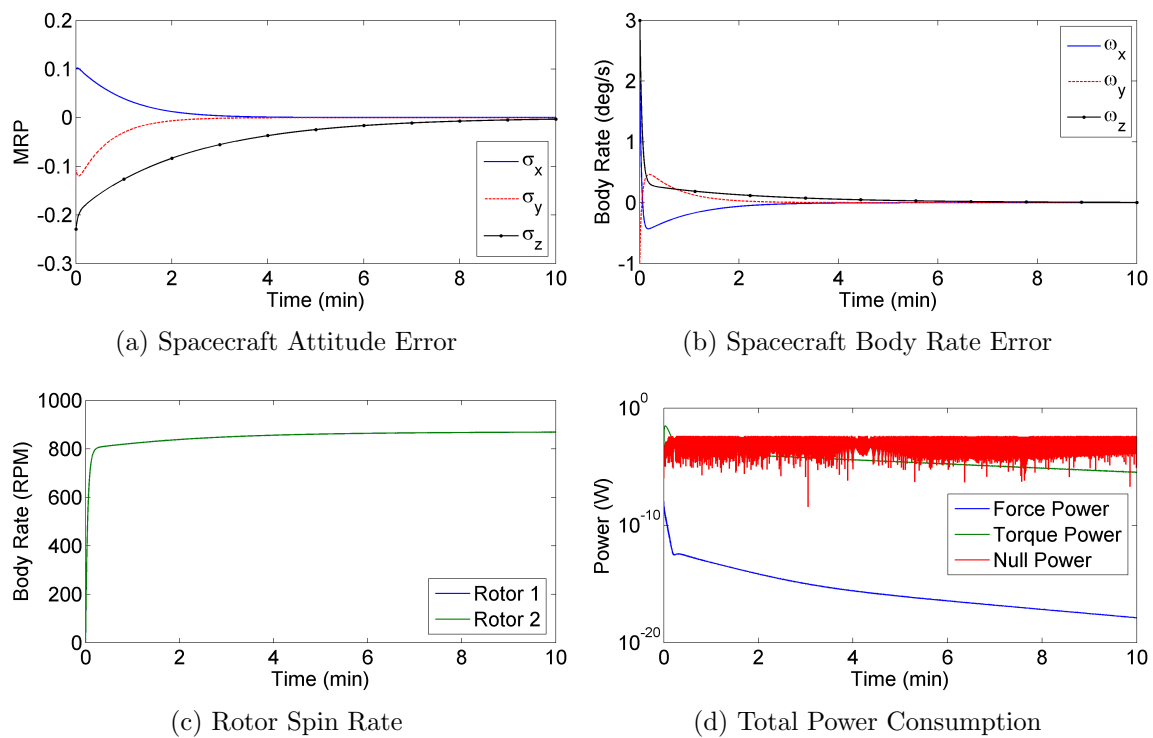 0.2
0.1
0
-0.1
-0.2
-0.3
MRP
σx
σy
σz
0 2 4 6 8 10
Time (min)
(a) Spacecraft Attitude Error
3
2
1
0
-1
Body Rate (deg/s)
ωx
ωy
ωz
0 2 4 6 8 10
Time (min)
(b) Spacecraft Body Rate Error
1000
800
600
400
200
0
Body Rate (RPM)
Rotor 1
Rotor 2
0 2 4 6 8 10
Time (min)
(c) Rotor Spin Rate
10^0
10^-10
10^-20
Power (W)
Force Power
Torque Power
Null Power
0 2 4 6 8 10
Time (min)
(d) Total Power Consumption